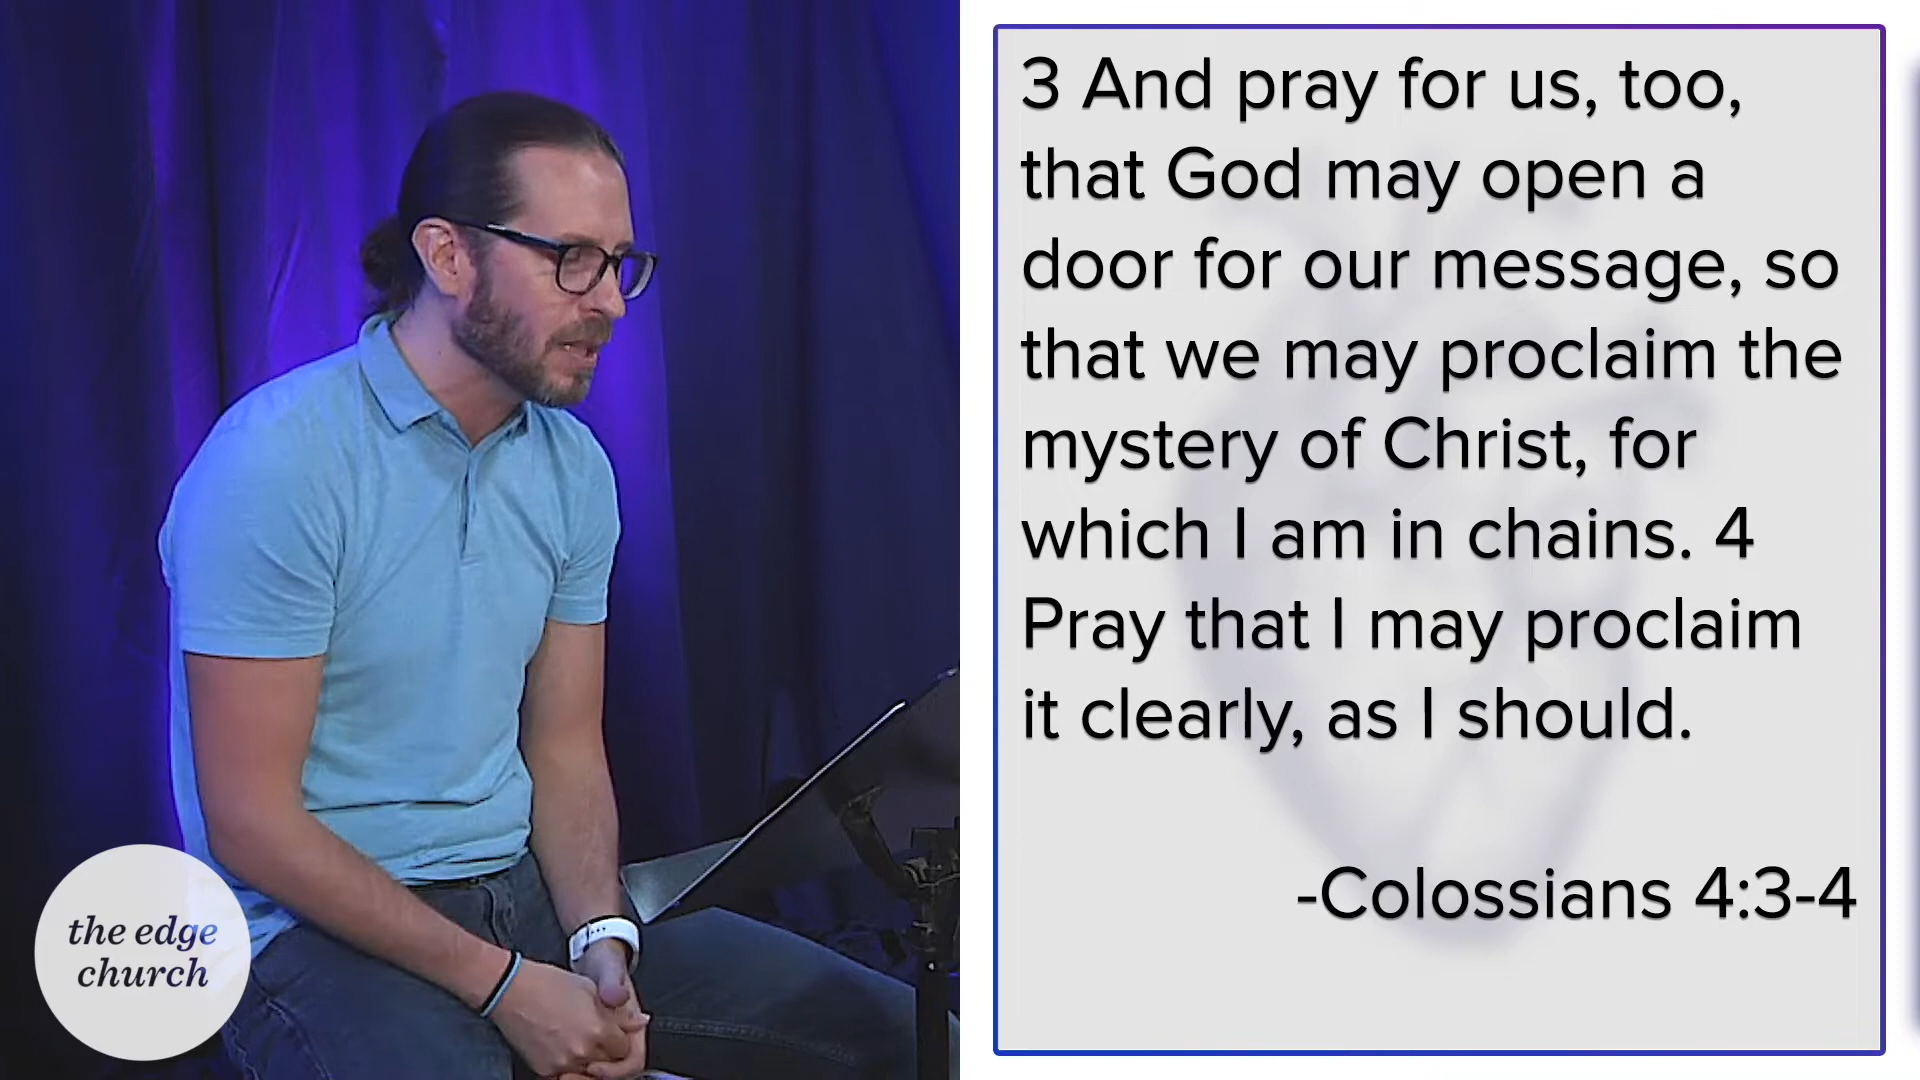 3 And pray for us, too,
that God may open a
door for our message, so
that we may proclaim the
mystery of Christ, for
which I am in chains. 4
Pray that I may proclaim
it clearly, as I should.
-Colossians 4:3-4
the edge
church